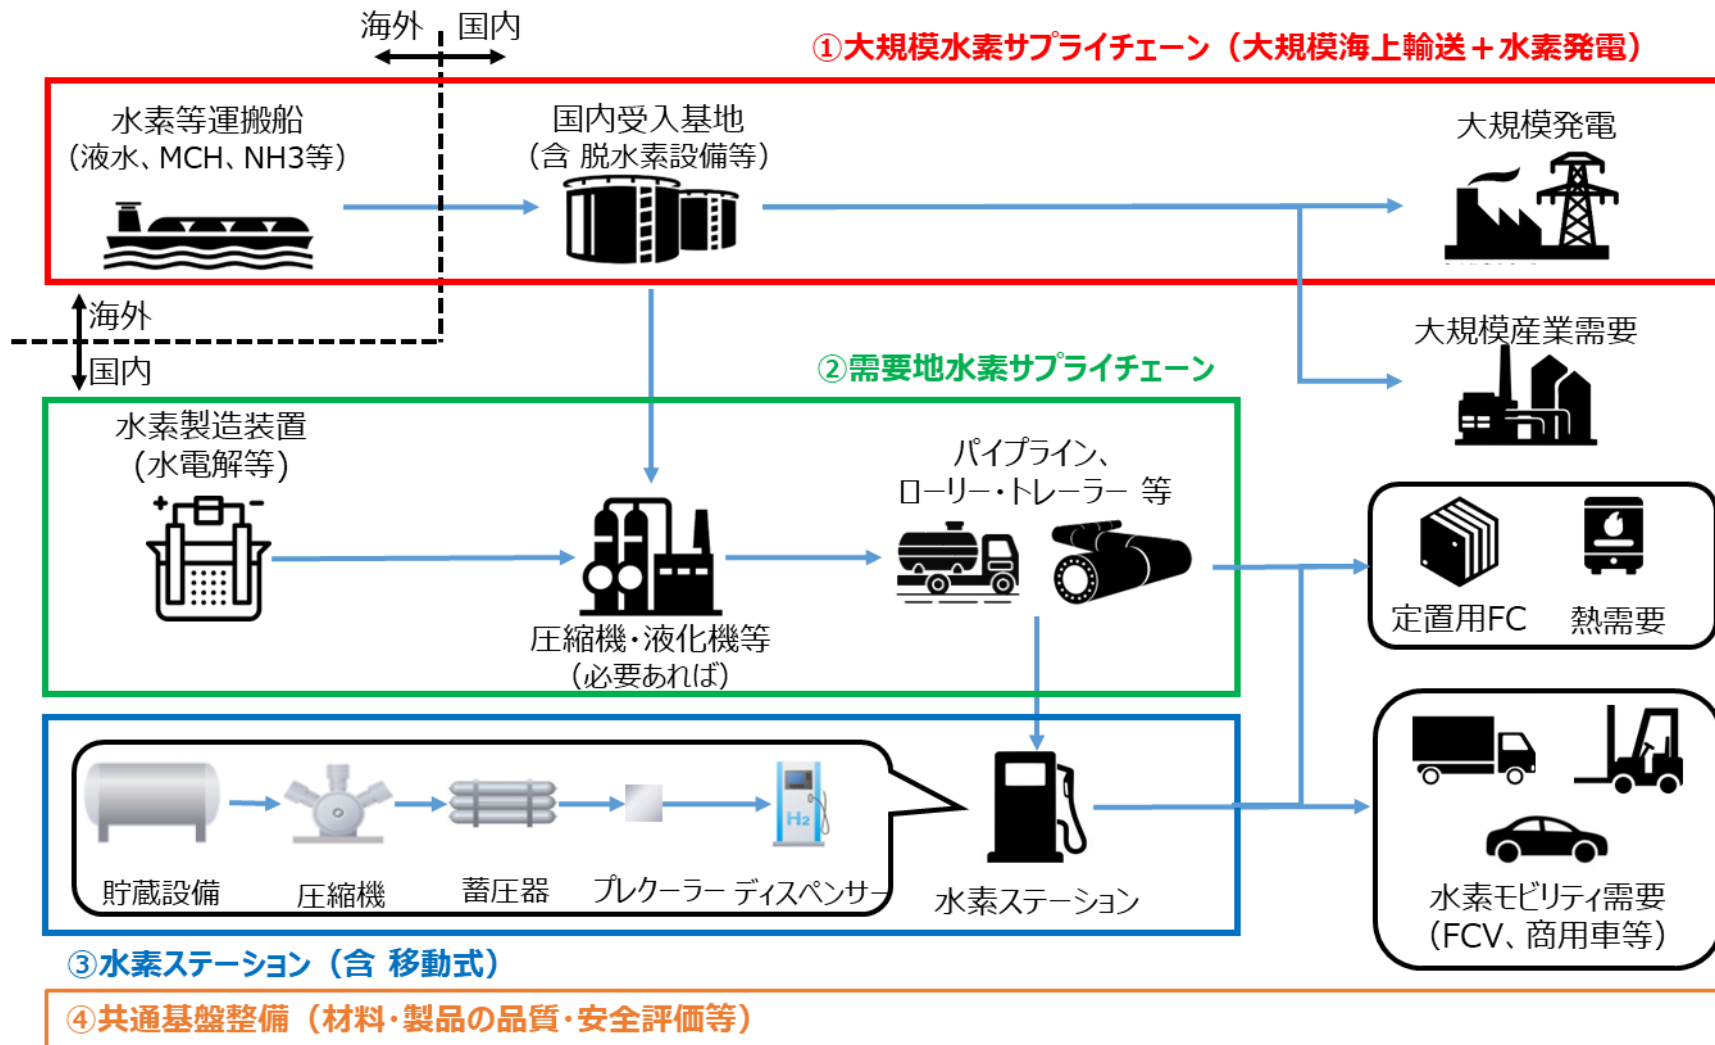 海外
国内
①大規模水素サプライチェーン（大規模海上輸送＋水素発電）
水素等運搬船
（液水、MCH、NH3等）
国内受入基地
（含 脱水素設備等）
大規模発電
海外
国内
大規模産業需要
②需要地水素サプライチェーン
水素製造装置
(水電解等)
パイプライン、
ローリー・トレーラー 等
圧縮機・液化機等
（必要あれば）
定置用FC
熱需要
+
−
H2
貯蔵設備
圧縮機
蓄圧器
プレクーラー
ディスペンサー
水素ステーション
水素モビリティ需要
（FCV、商用車等）
③水素ステーション（含 移動式）
④共通基盤整備（材料・製品の品質・安全評価等）